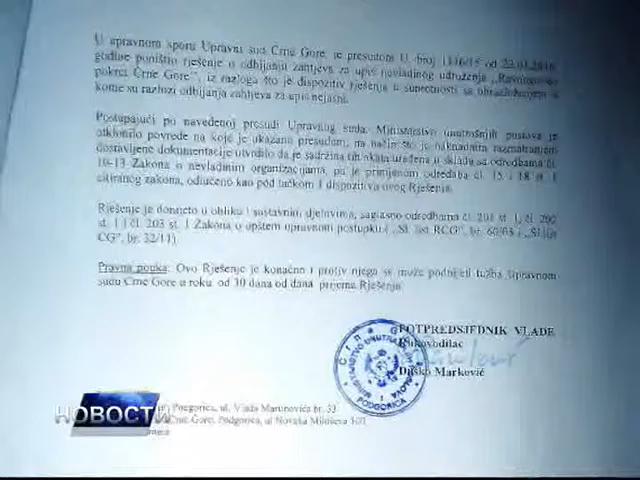 U upravnom sporu Upravni sud Crne Gore, je presudom U. broj 1116/15 od 22.01.2016.
godine poništio rješenje o odbijanju zahtjeva za upis nevladinog udruženja ,,Ravnogorski
pokret Crne Gore", iz razloga što je dispozitiv rješenja u suprotnosti sa obrazloženjem
kome su razlozi odbijanja zahtjeva za upis nejasni.
Postupajući po navedenoj presudi Upravnog suda, Ministarstvo unutrašnjih poslova je
otklonilo povrede na koje je ukazano presudom, na način što je naknadnim razmatranjem
dostavljene dokumentacije utvrdilo da je sadržina tih akata urađena u skladu sa odredbama čl.
10-13 Zakona o nevladinim organizacijama, pa je primjenom odredaba čl. 15 i 18 st. 1
citiranog zakona, odlučeno kao pod tačkom 1 dispozitiva ovog Rješenja.
Rješenje je donijeto u obliku i sastavnim djelovima, saglasno odredbama čl. 201 st. 1, čl. 202
st. 1 i čl. 203 st. 1 Zakona o opštem upravnom postupku ( ,,Sl. list RCG", br. 60/03 i ,,Sl. list
CG", br. 32/11).
Pravna pouka: Ovo Rješenje je konačno i protiv njega se može podnijeti tužba Upravnom
sudu Crne Gore u roku od 30 dana od dana prijema Rješenja.
POTPREDSJEDNIK VLADE
Rukovodilac
Duško Marković
Crna Gora
MINISTARSTVO UNUTRAŠNJIH POSLOVA
PODGORICA
Podgorica, ul. Vlada Martinovića br. 33
Crne Gore, Podgorica, ul Novaka Miloševa
НОВОСТИ